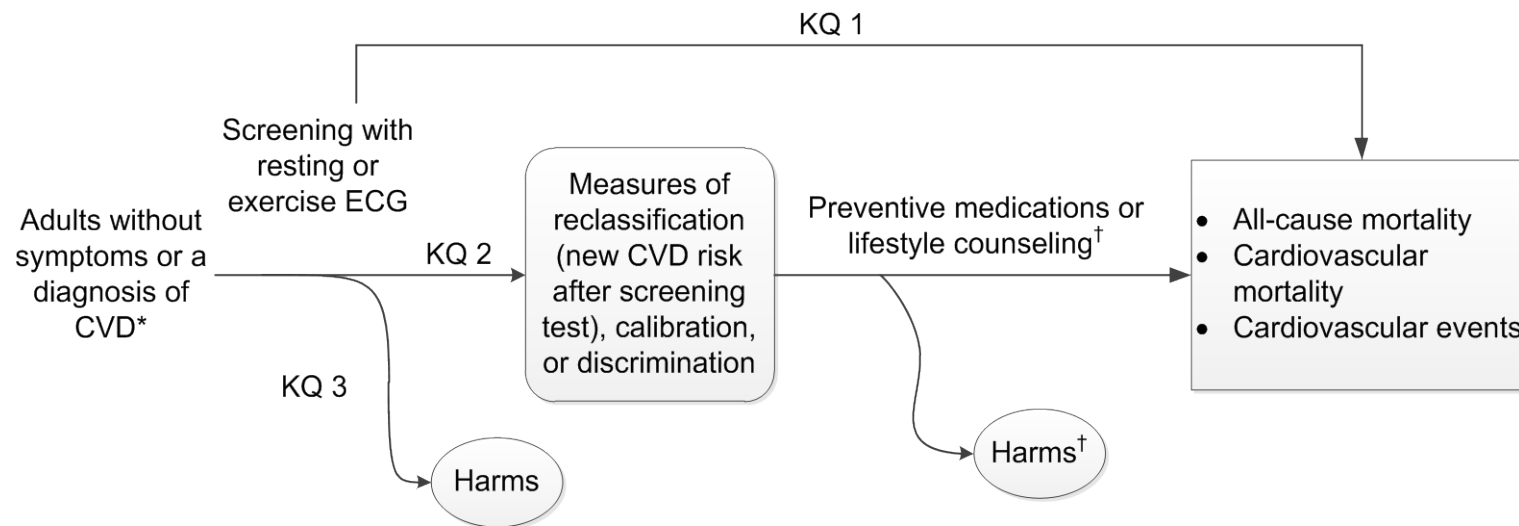 KQ 1
Screening with
resting or
exercise ECG
Adults without
symptoms or a
diagnosis of
CVD*
KQ 2
KQ 3
Harms
Measures of
reclassification
(new CVD risk
after screening
test), calibration,
or discrimination
Preventive medications or
lifestyle counseling†
Harms†
• All-cause mortality
• Cardiovascular
mortality
• Cardiovascular events